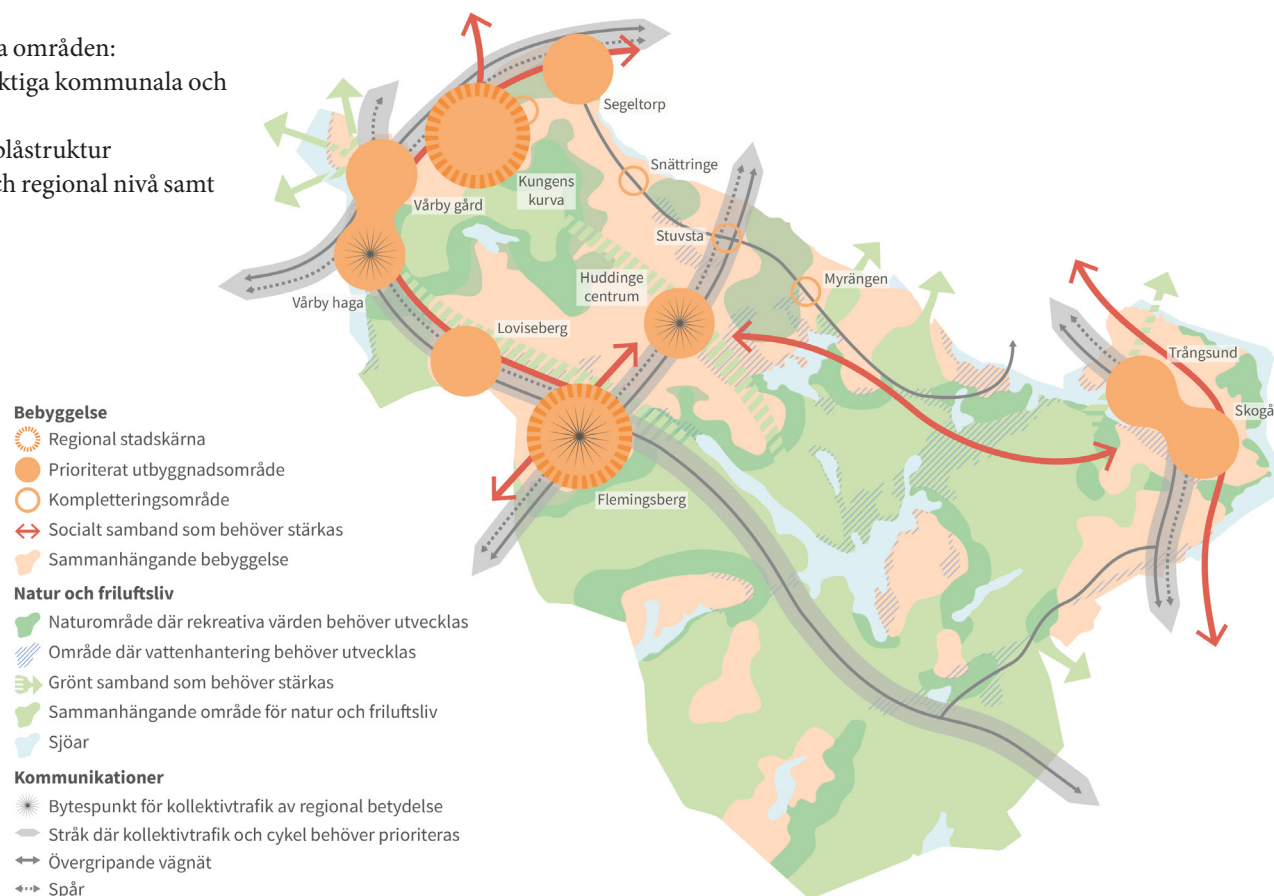 a områden:
ktiga kommunala och
olåstruktur
ch regional nivå samt
Segeltorp
Snättringe
Kungens
kurva
Vårby gård
Stuvsta
Huddinge
centrum
Myrängen
Vårby haga
Loviseberg
Trångsund
Skogå
Flemingsberg
Bebyggelse
Regional stadskärna
Prioriterat utbyggnadsområde
Kompletteringsområde
Socialt samband som behöver stärkas
Sammanhängande bebyggelse
Natur och friluftsliv
Naturområde där rekreativa värden behöver utvecklas
Område där vattenhantering behöver utvecklas
Grönt samband som behöver stärkas
Sammanhängande område för natur och friluftsliv
Sjöar
Kommunikationer
Bytespunkt för kollektivtrafik av regional betydelse
Stråk där kollektivtrafik och cykel behöver prioriteras
Övergripande vägnät
Spår